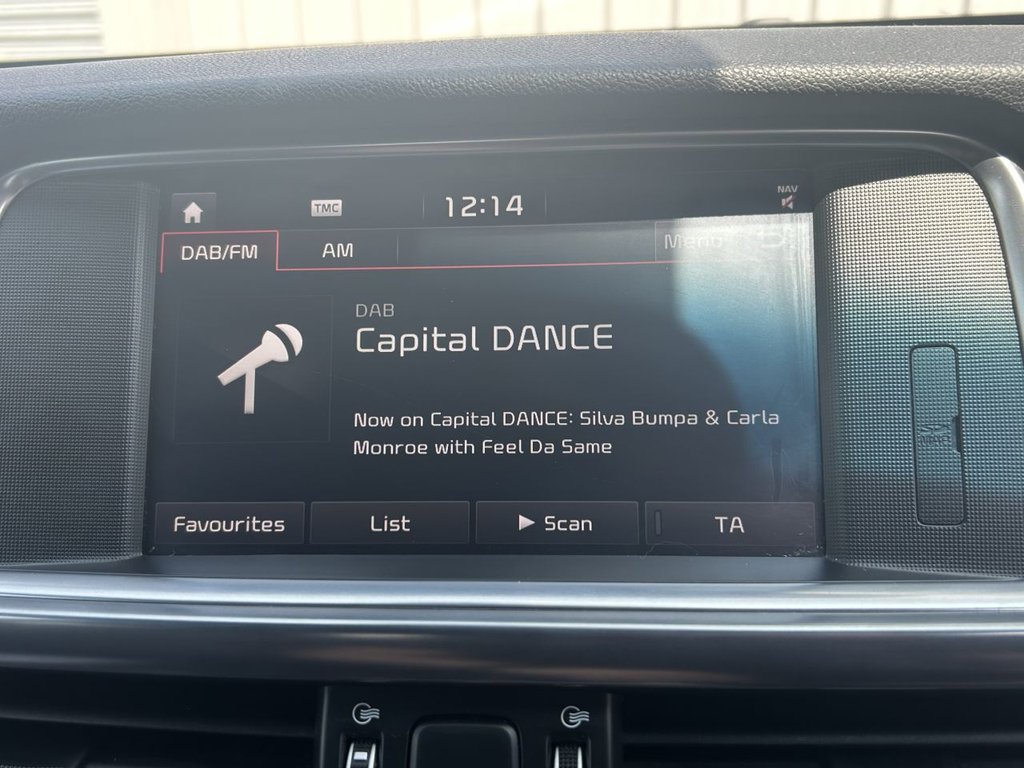 TMC
12:14
NAV
DAB/FM
AM
Menu
DAB
Capital DANCE
Now on Capital DANCE: Silva Bumpa & Carla
Monroe with Feel Da Same
Favourites
List
Scan
TA